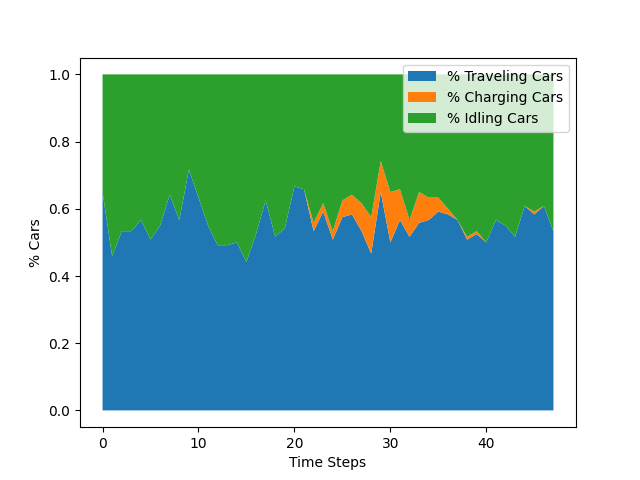 % Traveling Cars
% Charging Cars
% Idling Cars
1.0
0.8
0.6
0.4
0.2
0.0
% Cars
0 10 20 30 40
Time Steps